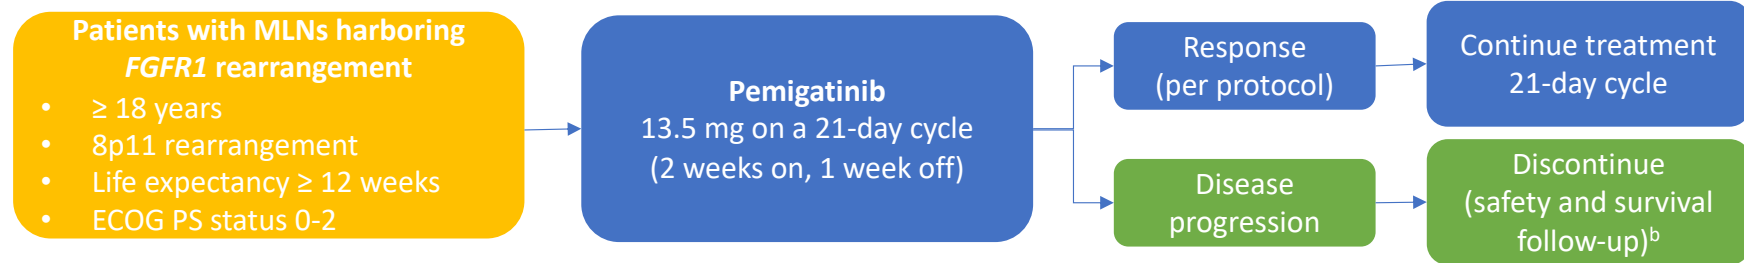 Patients with MLNs harboring
FGFR1 rearrangement
• ≥ 18 years
• 8p11 rearrangement
• Life expectancy ≥ 12 weeks
• ECOG PS status 0-2
Pemigatinib
13.5 mg on a 21-day cycle
(2 weeks on, 1 week off)
Response
(per protocol)
Continue treatment
21-day cycle
Disease
progression
Discontinue
(safety and survival
follow-up)b